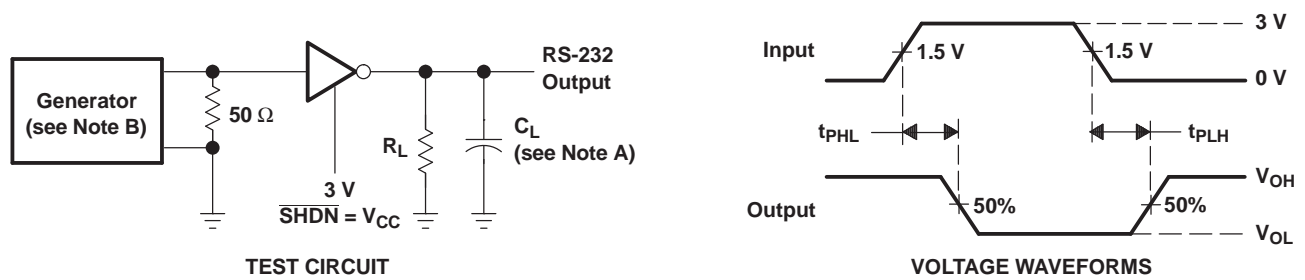 Generator
(see Note B)
50 Ω
3 V
SHDN = VCC
RL
CL
(see Note A)
RS-232
Output
TEST CIRCUIT
Input
1.5 V
1.5 V
3 V
0 V
tPHL
tPLH
Output
50%
50%
VOH
VOL
VOLTAGE WAVEFORMS